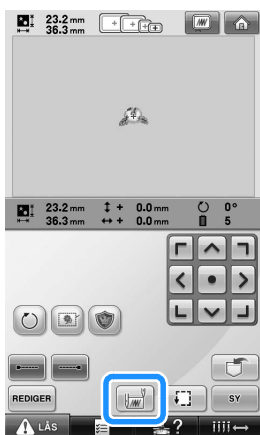 23.2 mm
36.3 mm
23.2 mm ↕ + 0.0 mm 0°
36.3 mm ↔ + 0.0 mm 5
REDIGER
SY
LÅS
?